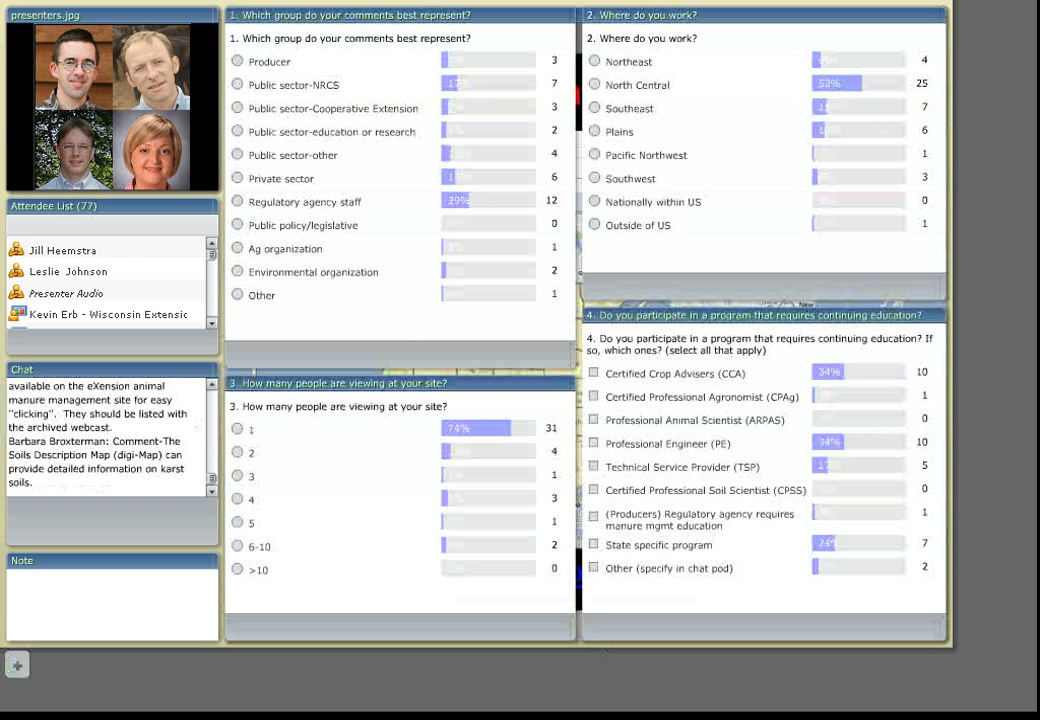 presenters.jpg
Attendee List (77)
Jill Heemstra
Leslie Johnson
Presenter Audio
Kevin Erb - Wisconsin Extensic
Chat
available on the eXension animal
manure management site for easy
"clicking". They should be listed with
the archived webcast.
Barbara Broxterman: Comment-The
Soils Description Map (digi-Map) can
provide detailed information on karst
soils.
Note
1. Which group do your comments best represent?
1. Which group do your comments best represent?
Producer 3
Public sector-NRCS 17% 7
Public sector-Cooperative Extension 3
Public sector-education or research 2
Public sector-other 4
Private sector 6
Regulatory agency staff 29% 12
Public policy/legislative 0
Ag organization 1
Environmental organization 2
Other 1
2. Where do you work?
2. Where do you work?
Northeast 4
North Central 53% 25
Southeast 7
Plains 6
Pacific Northwest 1
Southwest 3
Nationally within US 0
Outside of US 1
3. How many people are viewing at your site?
3. How many people are viewing at your site?
1 74% 31
2 4
3 1
4 3
5 1
6-10 2
>10 0
New
4. Do you participate in a program that requires continuing education?
4. Do you participate in a program that requires continuing education? If
so, which ones? (select all that apply)
Certified Crop Advisers (CCA) 34% 10
Certified Professional Agronomist (CPAg) 1
Professional Animal Scientist (ARPAS) 0
Professional Engineer (PE) 34% 10
Technical Service Provider (TSP) 17% 5
Certified Professional Soil Scientist (CPSS) 0
(Producers) Regulatory agency requires 1
manure mgmt education
State specific program 24% 7
Other (specify in chat pod) 2